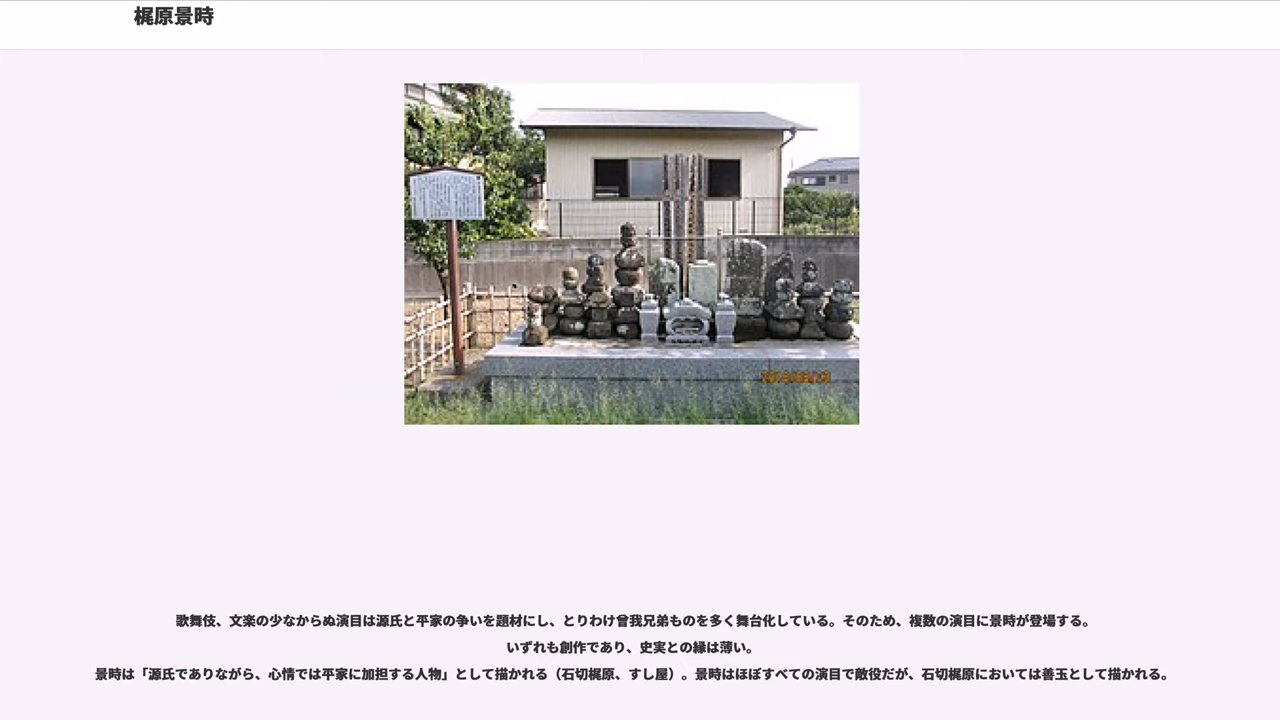 梶原景時
歌舞伎、文楽の少なからぬ演目は源氏と平家の争いを題材にし、とりわけ曾我兄弟ものを多く舞台化している。そのため、複数の演目に景時が登場する。
いずれも創作であり、史実との縁は薄い。
景時は「源氏でありながら、心情では平家に加担する人物」として描かれる（石切梶原、すし屋）。景時はほぼすべての演目で敵役だが、石切梶原においては善玉として描かれる。